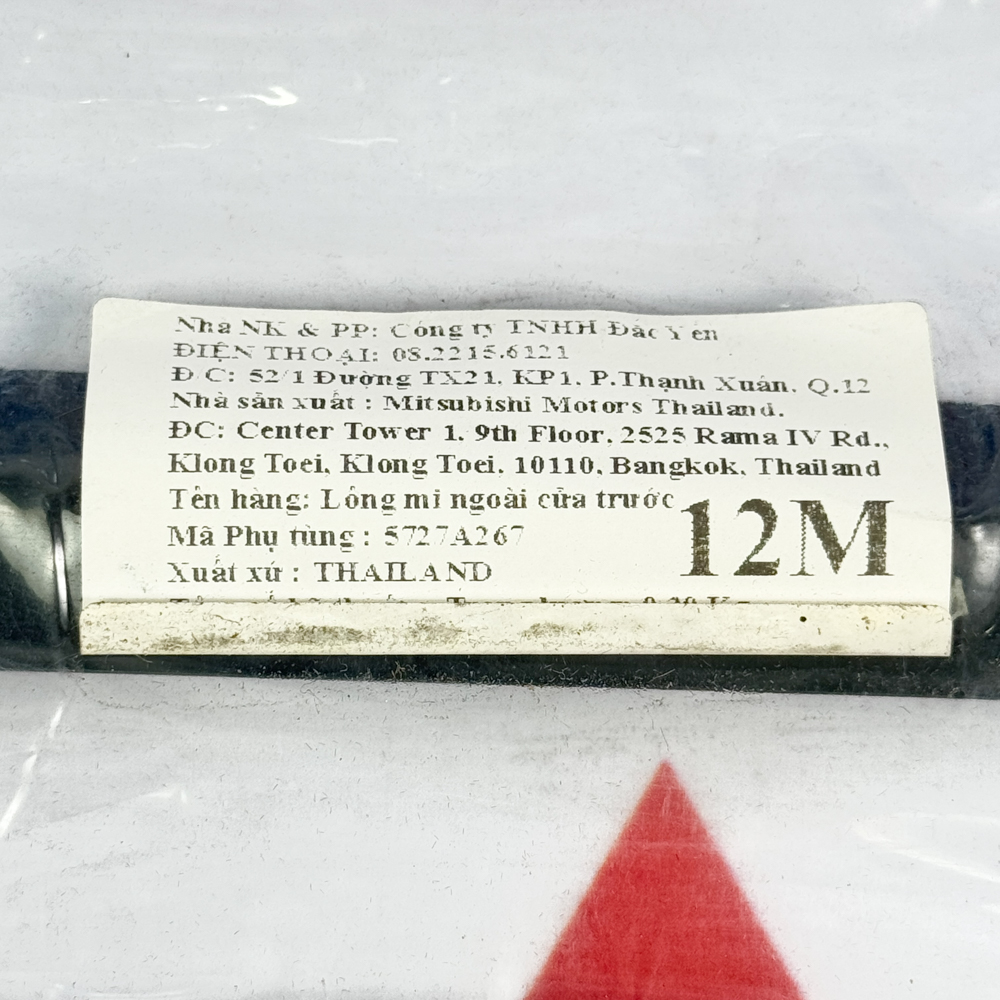 Nhà NK & PP: Công ty TNHH Đắc Yến
ĐIỆN THOẠI: 08.2215.6121
Đ/C: 52/1 Đường TX21, KP1, P.Thạnh Xuân, Q.12
Nhà sản xuất : Mitsubishi Motors Thailand.
ĐC: Center Tower 1, 9th Floor, 2525 Rama IV Rd.,
Klong Toei, Klong Toei, 10110, Bangkok, Thailand
Tên hàng: Lông mi ngoài cửa trước
Mã Phụ tùng : 5727A267
12M
Xuất xứ : THAILAND